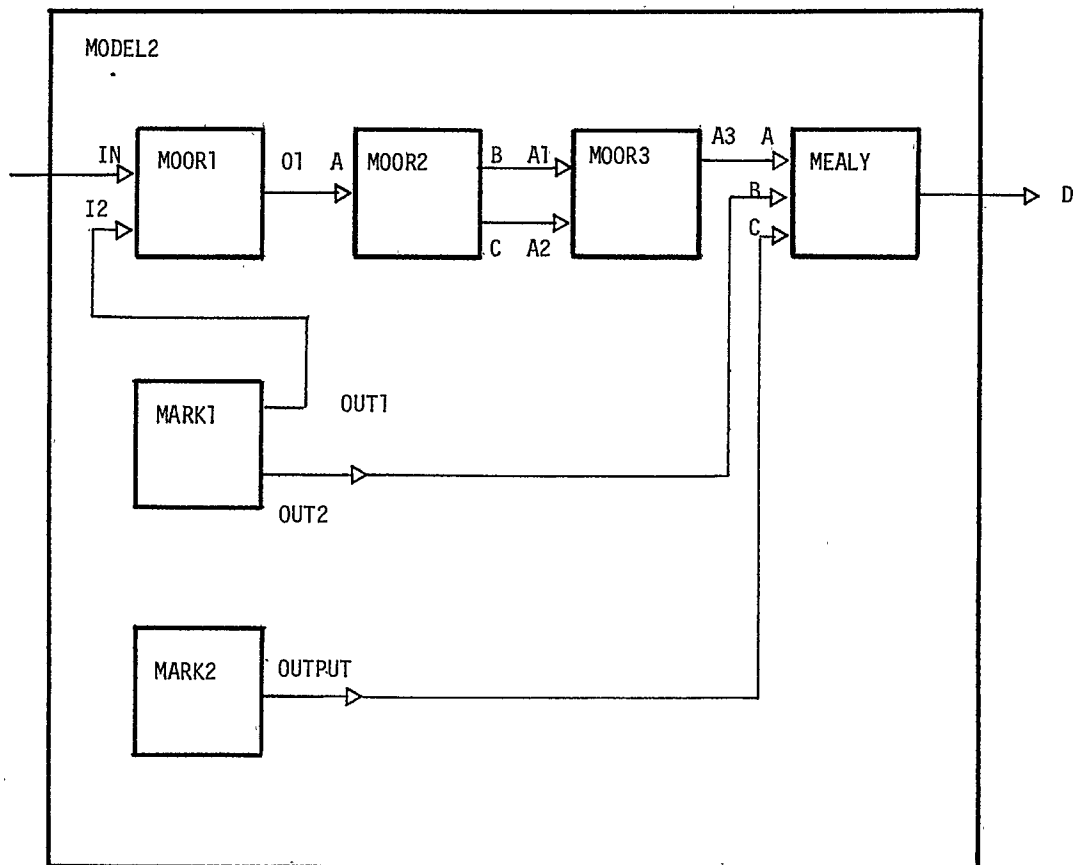 MODEL2
IN MOOR1 O1 A MOOR2 B A1 MOOR3 A3 A MEALY
I2 C A2 B D
C
MARK1 OUT1
OUT2
MARK2 OUTPUT